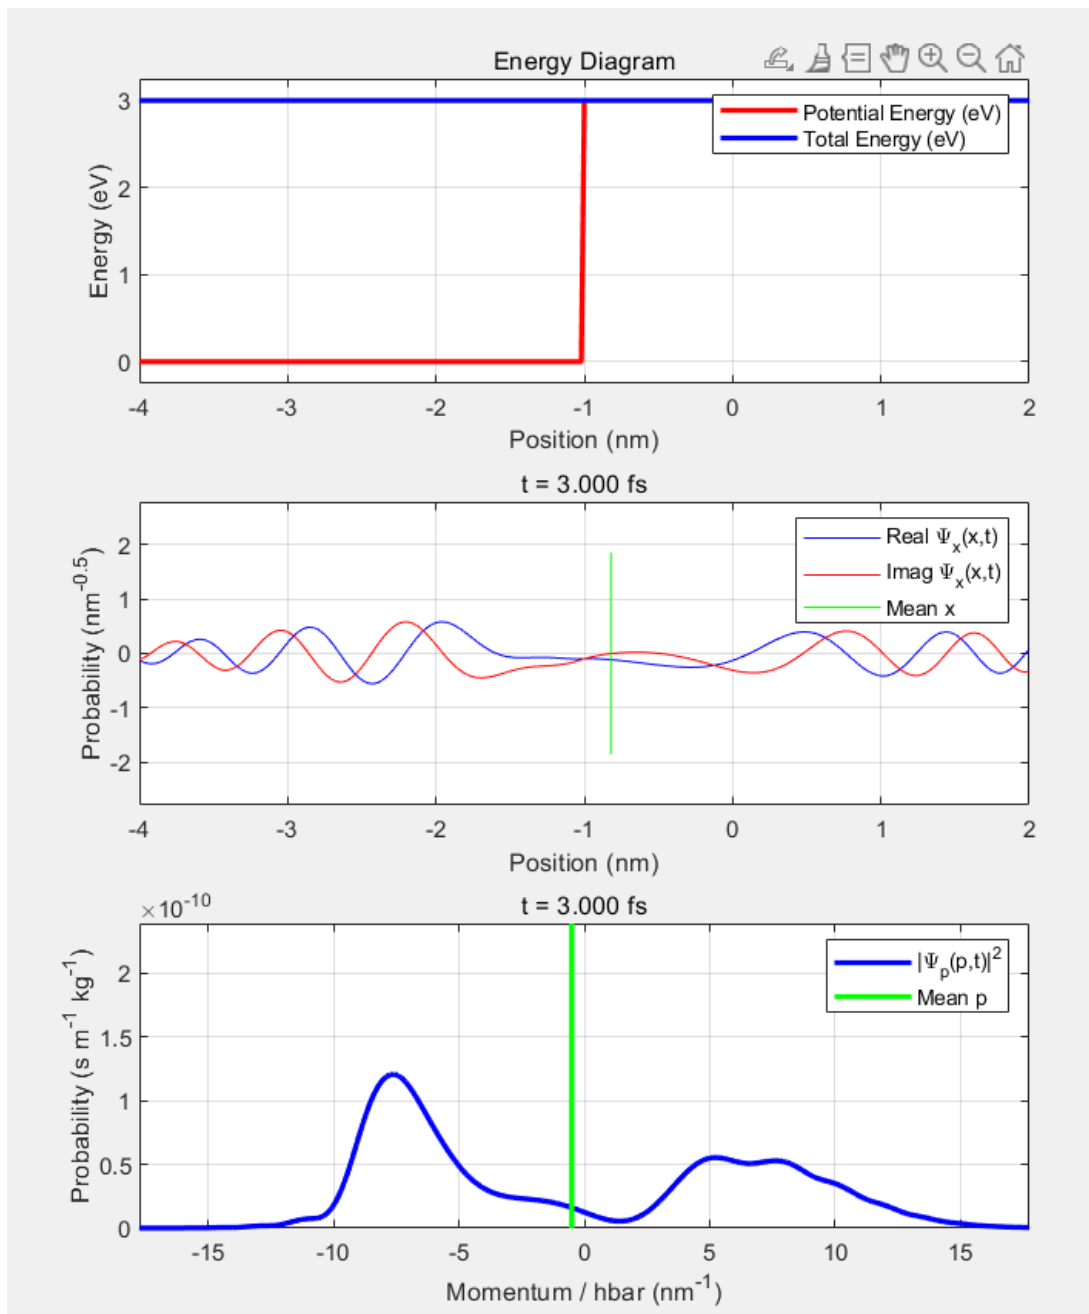 Energy Diagram
Potential Energy (eV)
Total Energy (eV)
Energy (eV)
3
2
1
0
-4 -3 -2 -1 0 1 2
Position (nm)
t = 3.000 fs
Real Ψ_x(x,t)
Imag Ψ_x(x,t)
Mean x
Probability (nm^-0.5)
2
1
0
-1
-2
-4 -3 -2 -1 0 1 2
Position (nm)
×10^-10
t = 3.000 fs
|Ψ_p(p,t)|²
Mean p
Probability (s m^-1 kg^-1)
2
1.5
1
0.5
0
-15 -10 -5 0 5 10 15
Momentum / hbar (nm^-1)